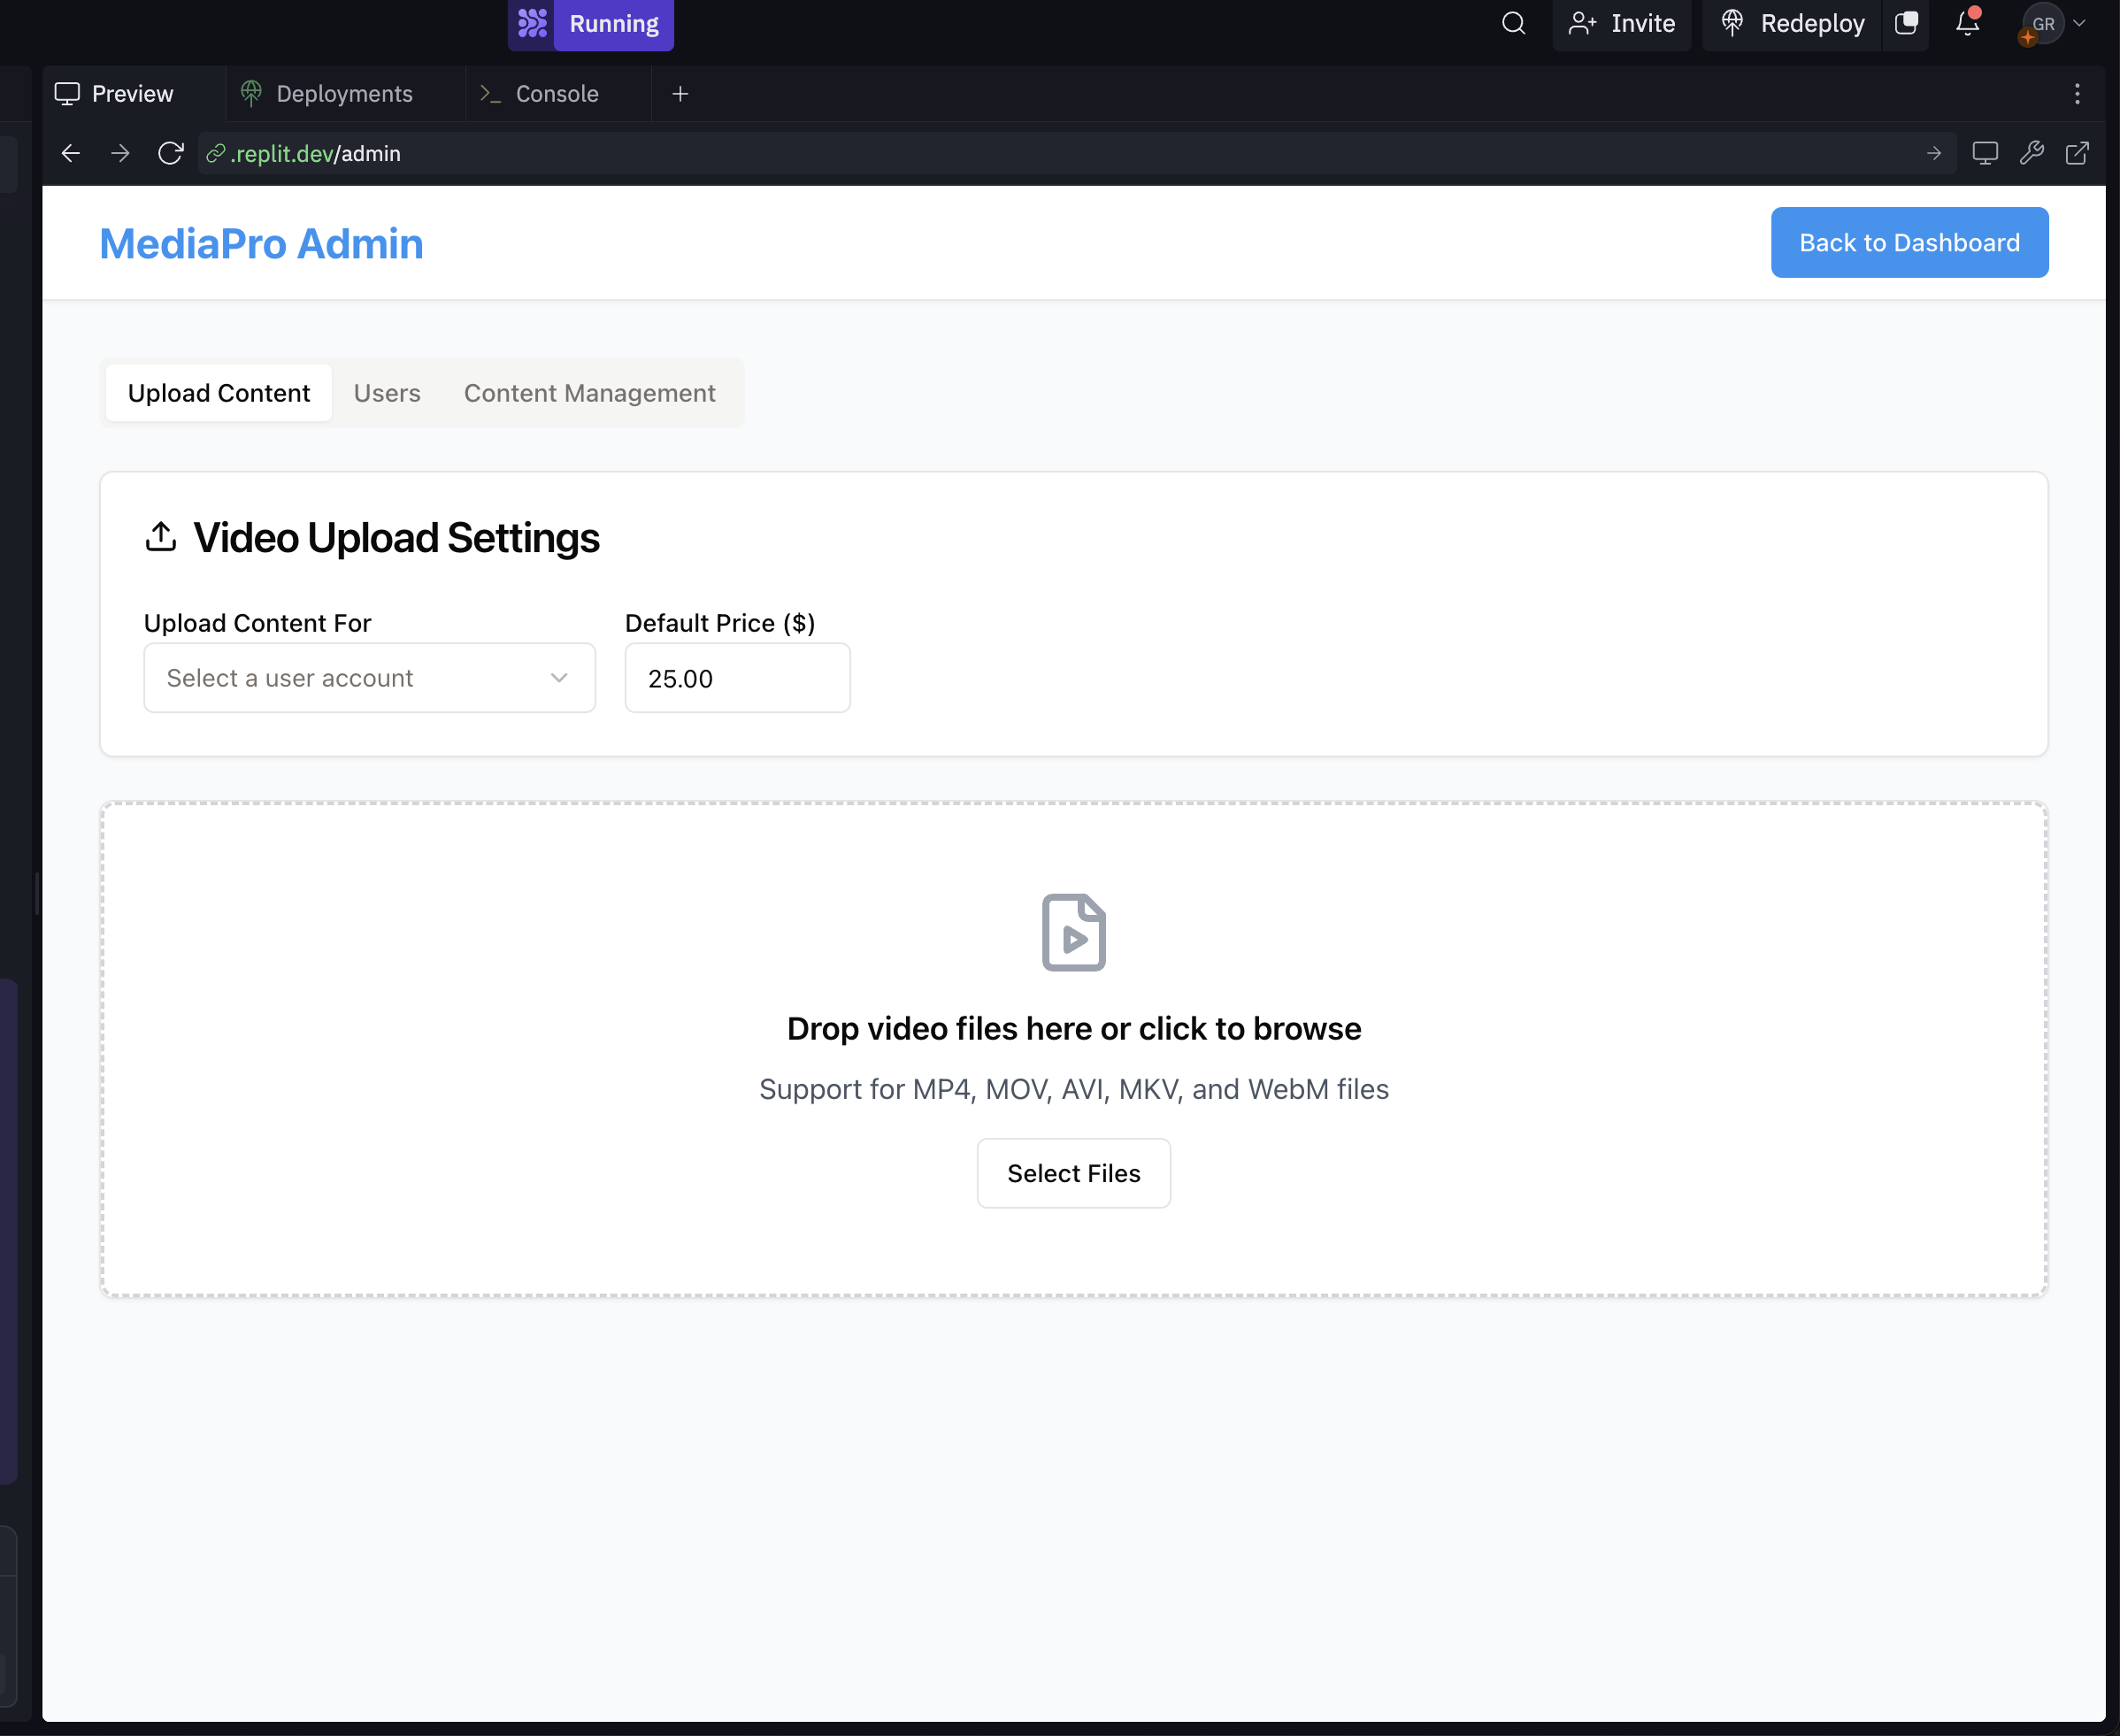 Running
Invite
Redeploy
GR
Preview
Deployments
Console
.replit.dev/admin
MediaPro Admin
Back to Dashboard
Upload Content
Users
Content Management
Video Upload Settings
Upload Content For
Default Price ($)
Select a user account
25.00
Drop video files here or click to browse
Support for MP4, MOV, AVI, MKV, and WebM files
Select Files